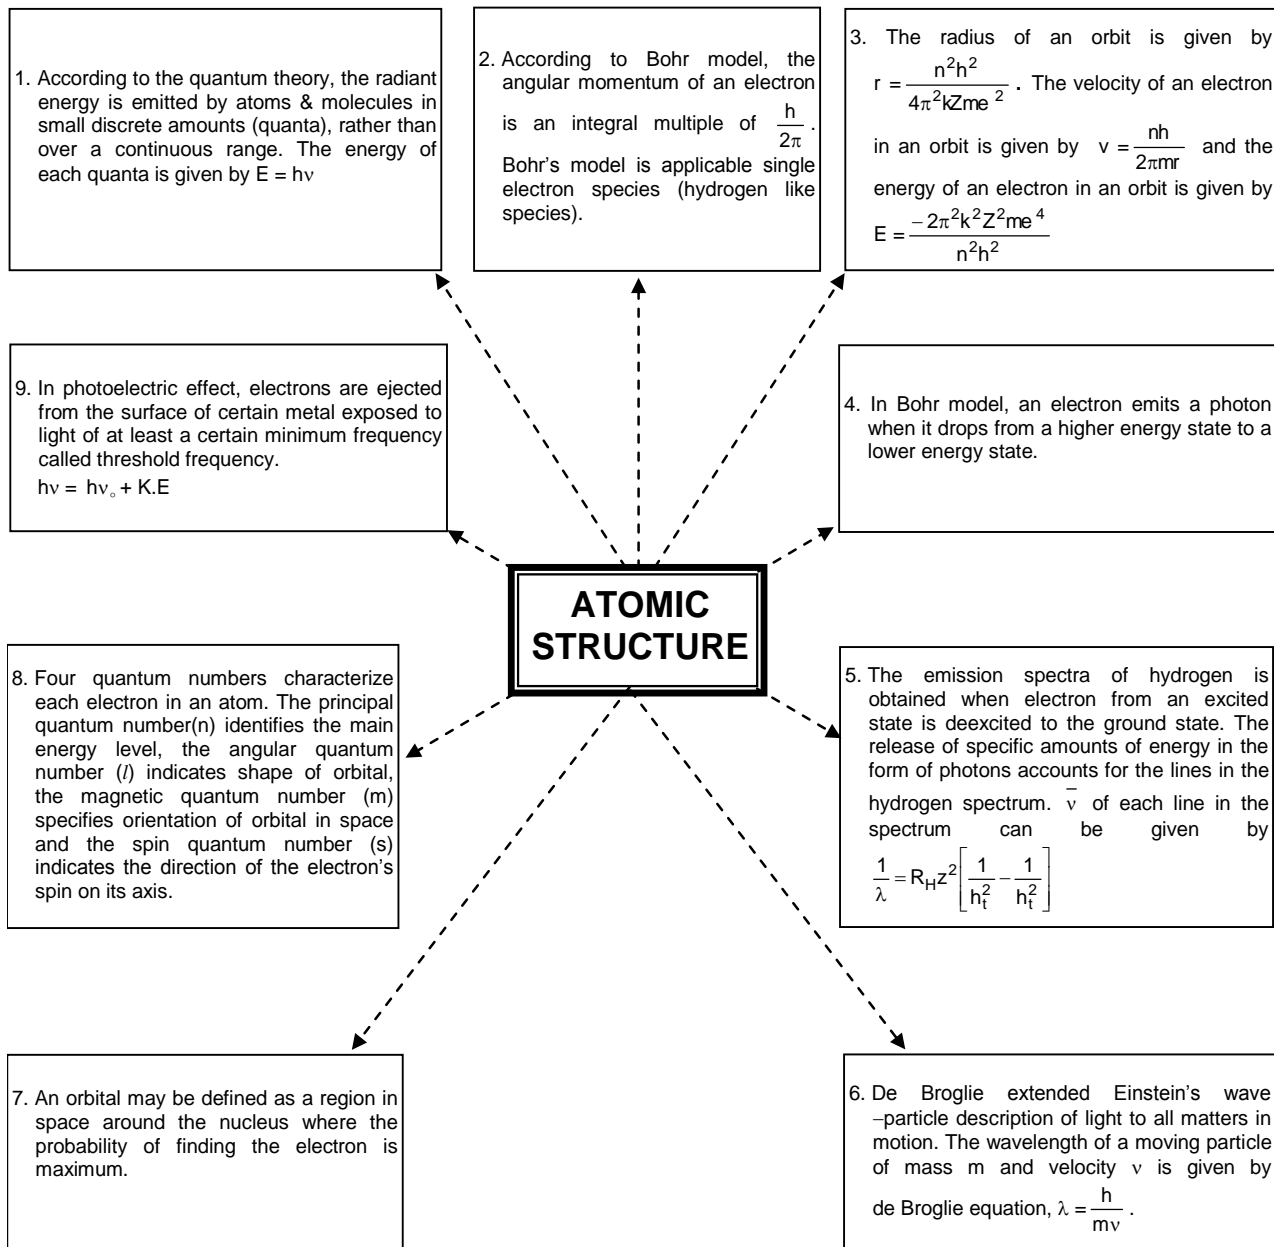 1. According to the quantum theory, the radiant
energy is emitted by atoms & molecules in
small discrete amounts (quanta), rather than
over a continuous range. The energy of
each quanta is given by E = hν
2. According to Bohr model, the
angular momentum of an electron
is an integral multiple of h/2π .
Bohr's model is applicable single
electron species (hydrogen like
species).
3. The radius of an orbit is given by
r = n²h²/4π²kZme² . The velocity of an electron
in an orbit is given by v = nh/2πmr and the
energy of an electron in an orbit is given by
E = −2π²k²Z²me⁴/n²h²
9. In photoelectric effect, electrons are ejected
from the surface of certain metal exposed to
light of at least a certain minimum frequency
called threshold frequency.
hν = hν₀ + K.E
4. In Bohr model, an electron emits a photon
when it drops from a higher energy state to a
lower energy state.
ATOMIC
STRUCTURE
8. Four quantum numbers characterize
each electron in an atom. The principal
quantum number(n) identifies the main
energy level, the angular quantum
number (l) indicates shape of orbital,
the magnetic quantum number (m)
specifies orientation of orbital in space
and the spin quantum number (s)
indicates the direction of the electron's
spin on its axis.
5. The emission spectra of hydrogen is
obtained when electron from an excited
state is deexcited to the ground state. The
release of specific amounts of energy in the
form of photons accounts for the lines in the
hydrogen spectrum. ν̄ of each line in the
spectrum can be given by
1/λ = R_H z² [1/h_t² − 1/h_t²]
7. An orbital may be defined as a region in
space around the nucleus where the
probability of finding the electron is
maximum.
6. De Broglie extended Einstein's wave
–particle description of light to all matters in
motion. The wavelength of a moving particle
of mass m and velocity ν is given by
de Broglie equation, λ = h/mν .